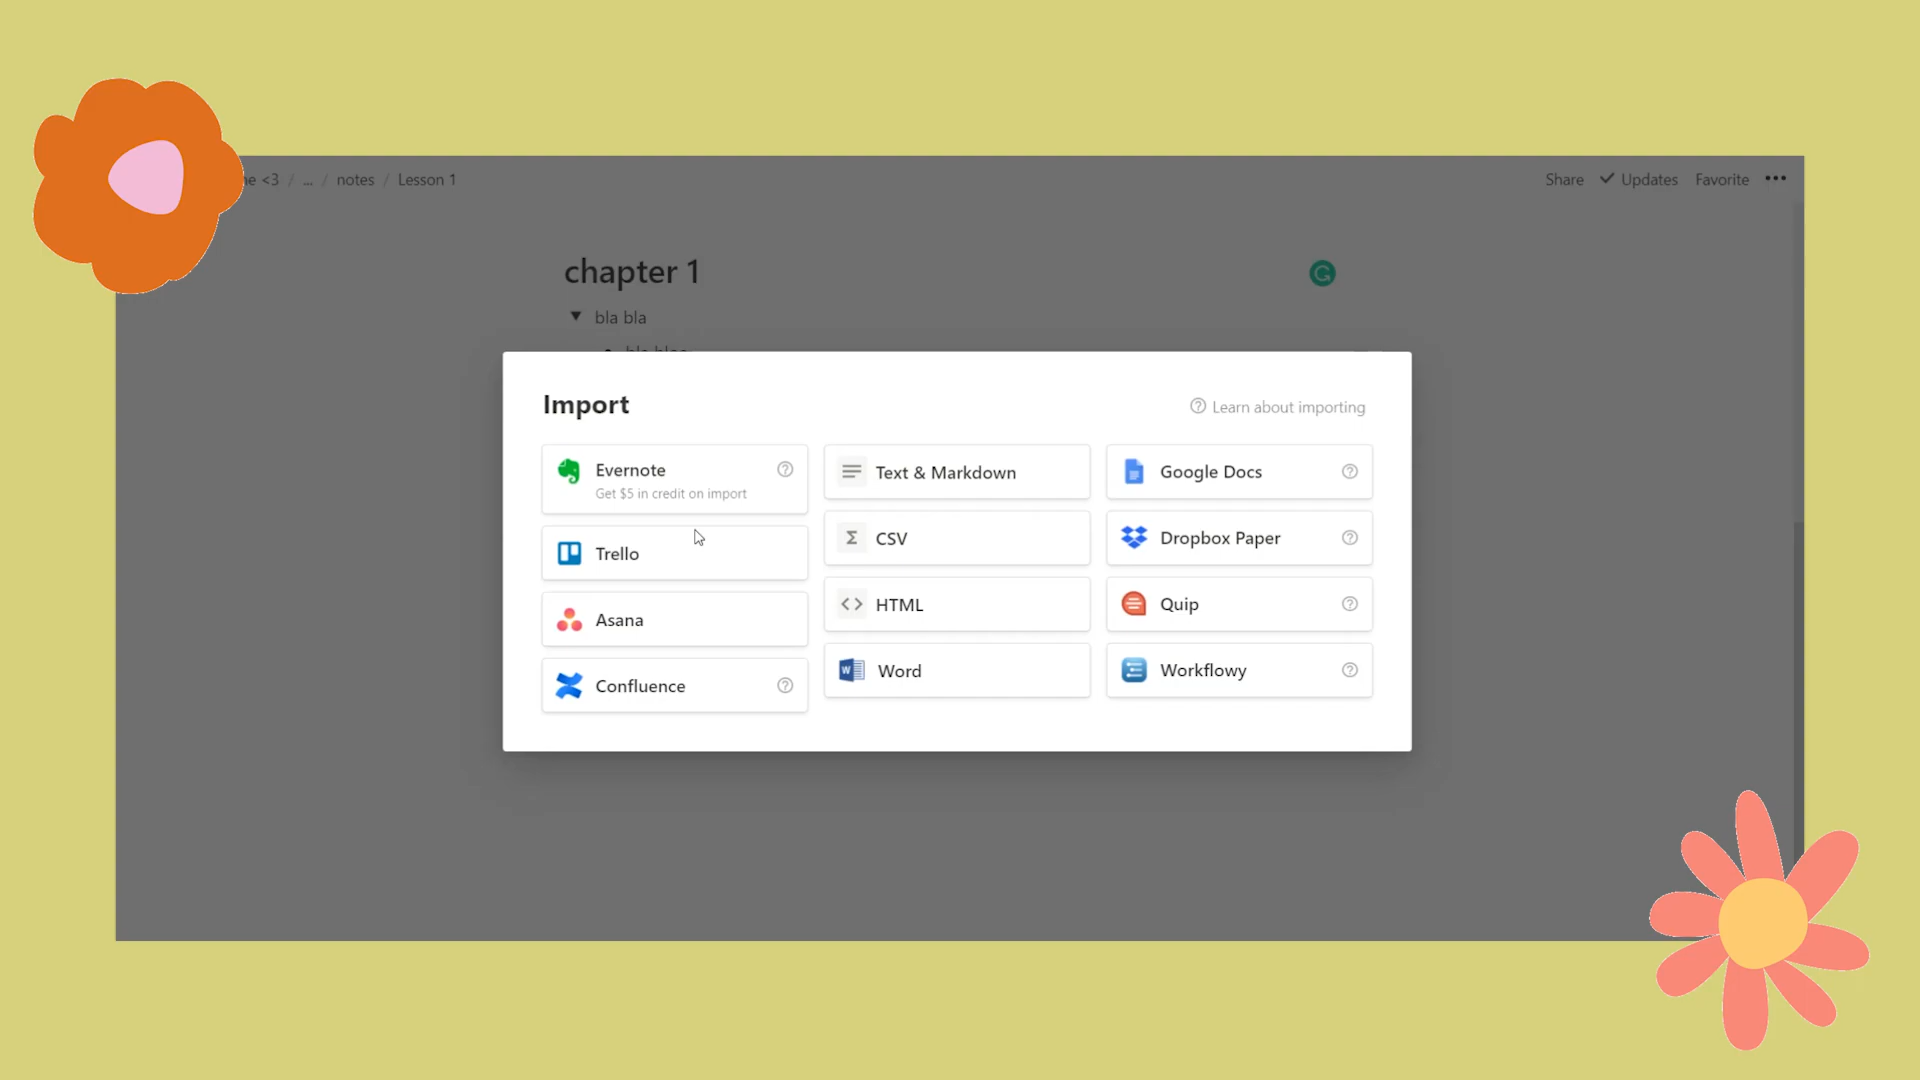 <3 / ... / notes / Lesson 1
Share Updates Favorite •••
chapter 1
bla bla
Import
Learn about importing
Evernote
Get $5 in credit on import
Trello
Asana
Confluence
Text & Markdown
CSV
HTML
Word
Google Docs
Dropbox Paper
Quip
Workflowy